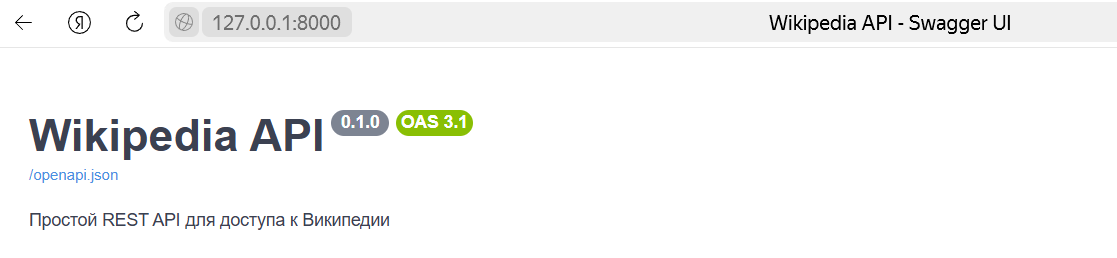 Я 127.0.0.1:8000 Wikipedia API - Swagger UI
Wikipedia API 0.1.0 OAS 3.1
/openapi.json
Простой REST API для доступа к Википедии